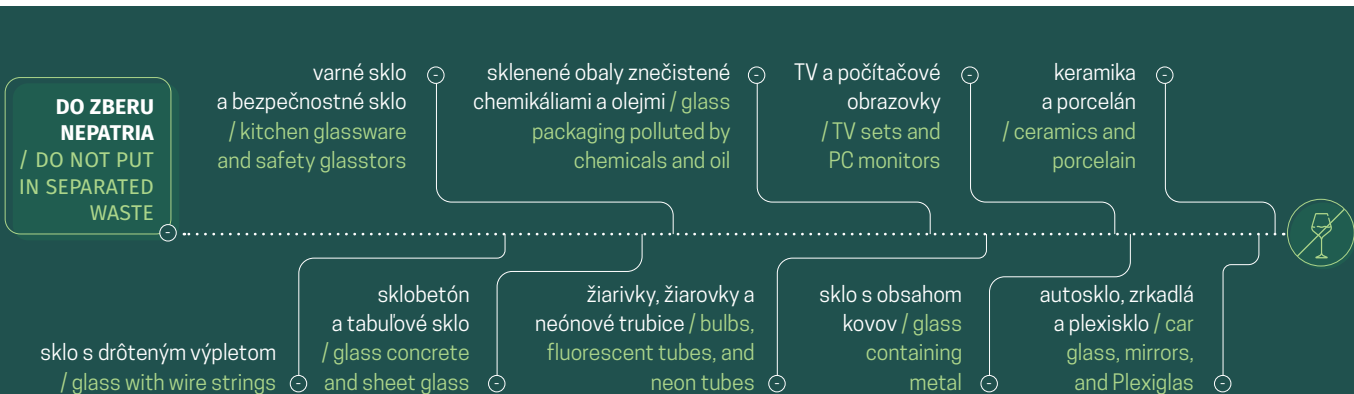 DO ZBERU
NEPATRIA
/ DO NOT PUT
IN SEPARATED
WASTE
varné sklo
a bezpečnostné sklo
/ kitchen glassware
and safety glasstors
sklenené obaly znečistené
chemikáliami a olejmi / glass
packaging polluted by
chemicals and oil
TV a počítačové
obrazovky
/ TV sets and
PC monitors
keramika
a porcelán
/ ceramics and
porcelain
sklo s drôteným výpletom
/ glass with wire strings
sklobetón
a tabuľové sklo
/ glass concrete
and sheet glass
žiarivky, žiarovky a
neónové trubice / bulbs,
fluorescent tubes, and
neon tubes
sklo s obsahom
kovov / glass
containing
metal
autosklo, zrkadlá
a plexisklo / car
glass, mirrors,
and Plexiglas